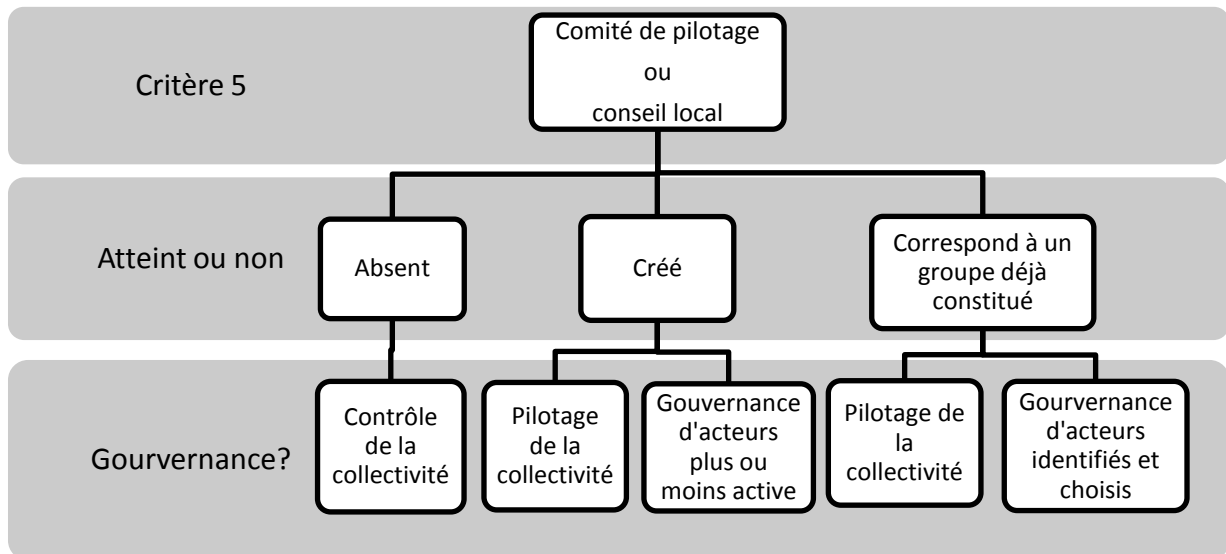 Critère 5
Comité de pilotage
ou
conseil local
Atteint ou non
Absent
Créé
Correspond à un
groupe déjà
constitué
Gourvernance?
Contrôle
de la
collectivité
Pilotage
de la
collectivité
Gouvernance
d'acteurs
plus ou
moins active
Pilotage de
la
collectivité
Gourvernance
d'acteurs
identifiés et
choisis